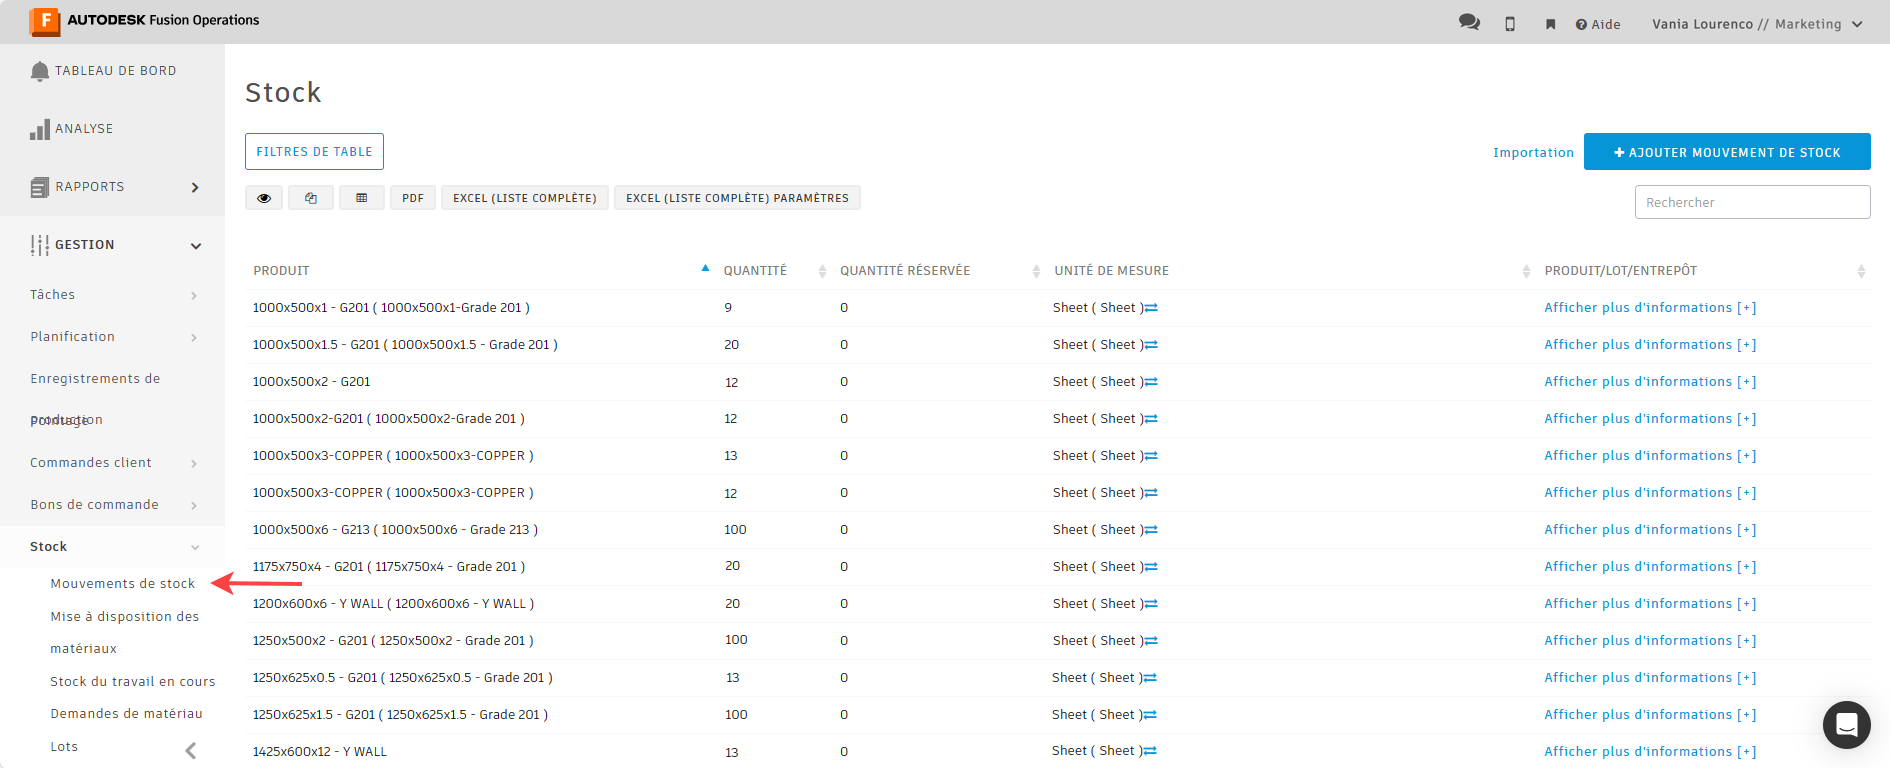 F AUTODESK Fusion Operations
Aide
Vania Lourenco // Marketing
TABLEAU DE BORD
ANALYSE
RAPPORTS
GESTION
Tâches
Planification
Enregistrements de
production
Pointage
Commandes client
Bons de commande
Stock
Mouvements de stock
Mise à disposition des
matériaux
Stock du travail en cours
Demandes de matériau
Lots
Stock
FILTRES DE TABLE
Importation
+ AJOUTER MOUVEMENT DE STOCK
PDF
EXCEL (LISTE COMPLÈTE)
EXCEL (LISTE COMPLÈTE) PARAMÈTRES
Rechercher
PRODUIT QUANTITÉ QUANTITÉ RÉSERVÉE UNITÉ DE MESURE PRODUIT/LOT/ENTREPÔT
1000x500x1 - G201 ( 1000x500x1-Grade 201 ) 9 0 Sheet ( Sheet ) Afficher plus d'informations [+]
1000x500x1.5 - G201 ( 1000x500x1.5 - Grade 201 ) 20 0 Sheet ( Sheet ) Afficher plus d'informations [+]
1000x500x2 - G201 12 0 Sheet ( Sheet ) Afficher plus d'informations [+]
1000x500x2-G201 ( 1000x500x2-Grade 201 ) 12 0 Sheet ( Sheet ) Afficher plus d'informations [+]
1000x500x3-COPPER ( 1000x500x3-COPPER ) 13 0 Sheet ( Sheet ) Afficher plus d'informations [+]
1000x500x3-COPPER ( 1000x500x3-COPPER ) 12 0 Sheet ( Sheet ) Afficher plus d'informations [+]
1000x500x6 - G213 ( 1000x500x6 - Grade 213 ) 100 0 Sheet ( Sheet ) Afficher plus d'informations [+]
1175x750x4 - G201 ( 1175x750x4 - Grade 201 ) 20 0 Sheet ( Sheet ) Afficher plus d'informations [+]
1200x600x6 - Y WALL ( 1200x600x6 - Y WALL ) 20 0 Sheet ( Sheet ) Afficher plus d'informations [+]
1250x500x2 - G201 ( 1250x500x2 - Grade 201 ) 100 0 Sheet ( Sheet ) Afficher plus d'informations [+]
1250x625x0.5 - G201 ( 1250x625x0.5 - Grade 201 ) 13 0 Sheet ( Sheet ) Afficher plus d'informations [+]
1250x625x1.5 - G201 ( 1250x625x1.5 - Grade 201 ) 100 0 Sheet ( Sheet ) Afficher plus d'informations [+]
1425x600x12 - Y WALL 13 0 Sheet ( Sheet ) Afficher plus d'informations [+]